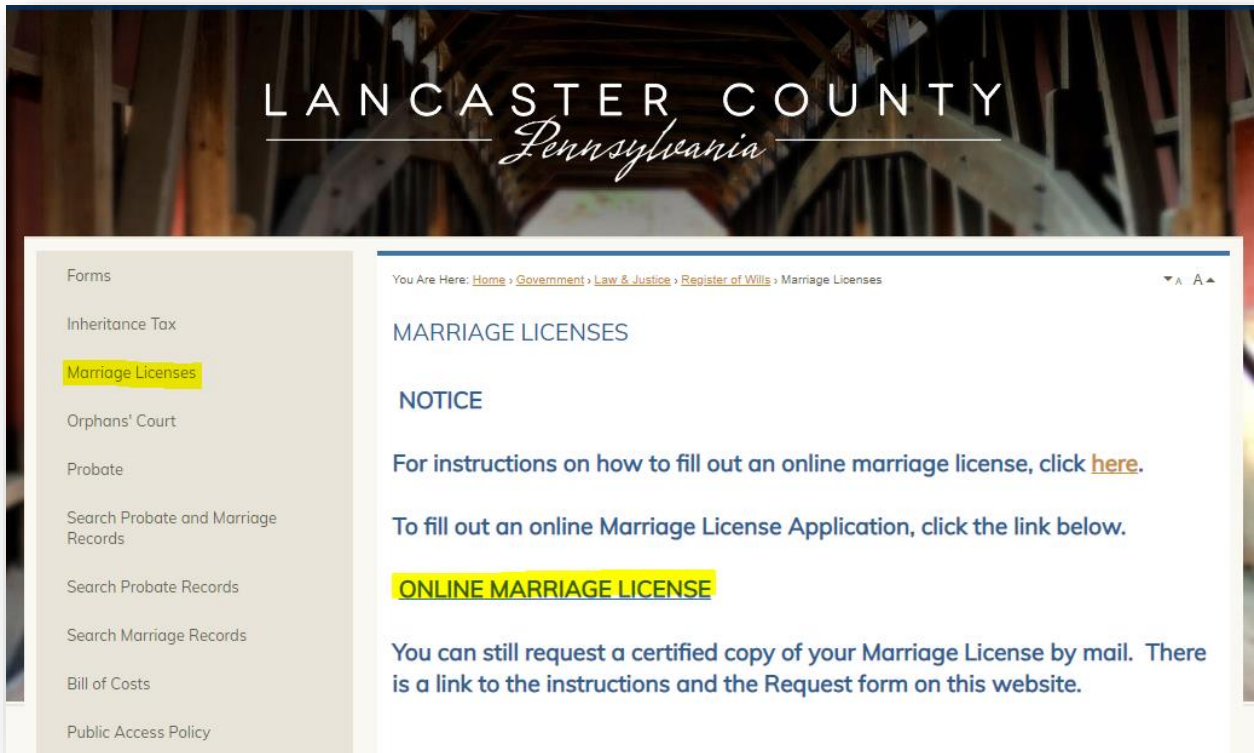 LANCASTER COUNTY
Pennsylvania
Forms
Inheritance Tax
Marriage Licenses
Orphans' Court
Probate
Search Probate and Marriage
Records
Search Probate Records
Search Marriage Records
Bill of Costs
Public Access Policy
You Are Here: Home › Government › Law & Justice › Register of Wills › Marriage Licenses
A A
MARRIAGE LICENSES
NOTICE
For instructions on how to fill out an online marriage license, click here.
To fill out an online Marriage License Application, click the link below.
ONLINE MARRIAGE LICENSE
You can still request a certified copy of your Marriage License by mail. There
is a link to the instructions and the Request form on this website.